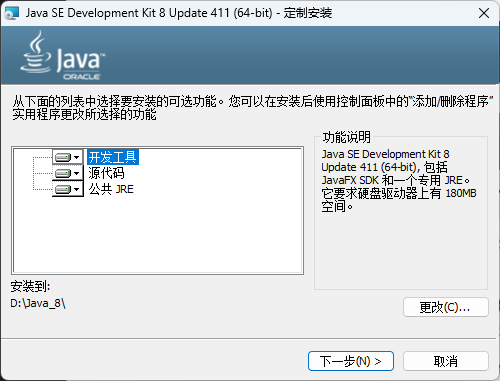 Java SE Development Kit 8 Update 411 (64-bit) - 定制安装
Java
ORACLE
从下面的列表中选择要安装的可选功能。您可以在安装后使用控制面板中的“添加/删除程序”
实用程序更改所选择的功能
开发工具
源代码
公共 JRE
功能说明
Java SE Development Kit 8
Update 411 (64-bit), 包括
JavaFX SDK 和一个专用 JRE。
它要求硬盘驱动器上有 180MB
空间。
安装到:
D:\Java_8\
更改(C)...
下一步(N) >
取消